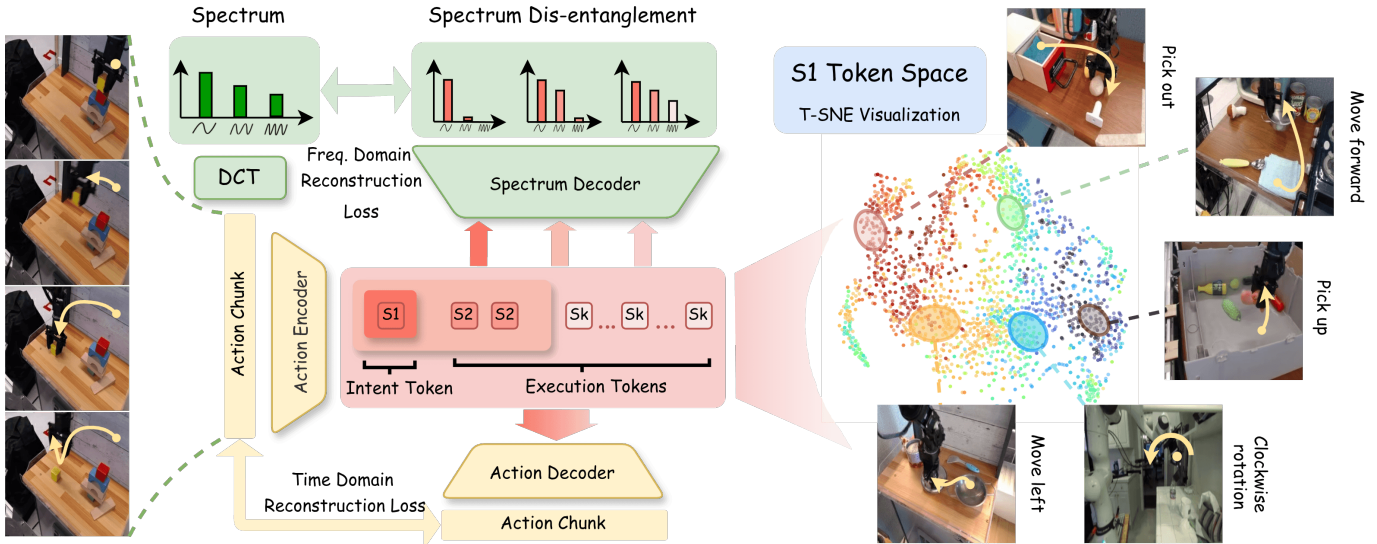 Spectrum
Spectrum Dis-entanglement
DCT
Freq. Domain
Reconstruction
Loss
Spectrum Decoder
Action Chunk
Action Encoder
S1
S2
S2
Sk
...
Sk
...
Sk
Intent Token
Execution Tokens
Action Decoder
Time Domain
Reconstruction Loss
Action Chunk
S1 Token Space
T-SNE Visualization
Pick out
Move forward
Pick up
Move left
Clockwise
rotation